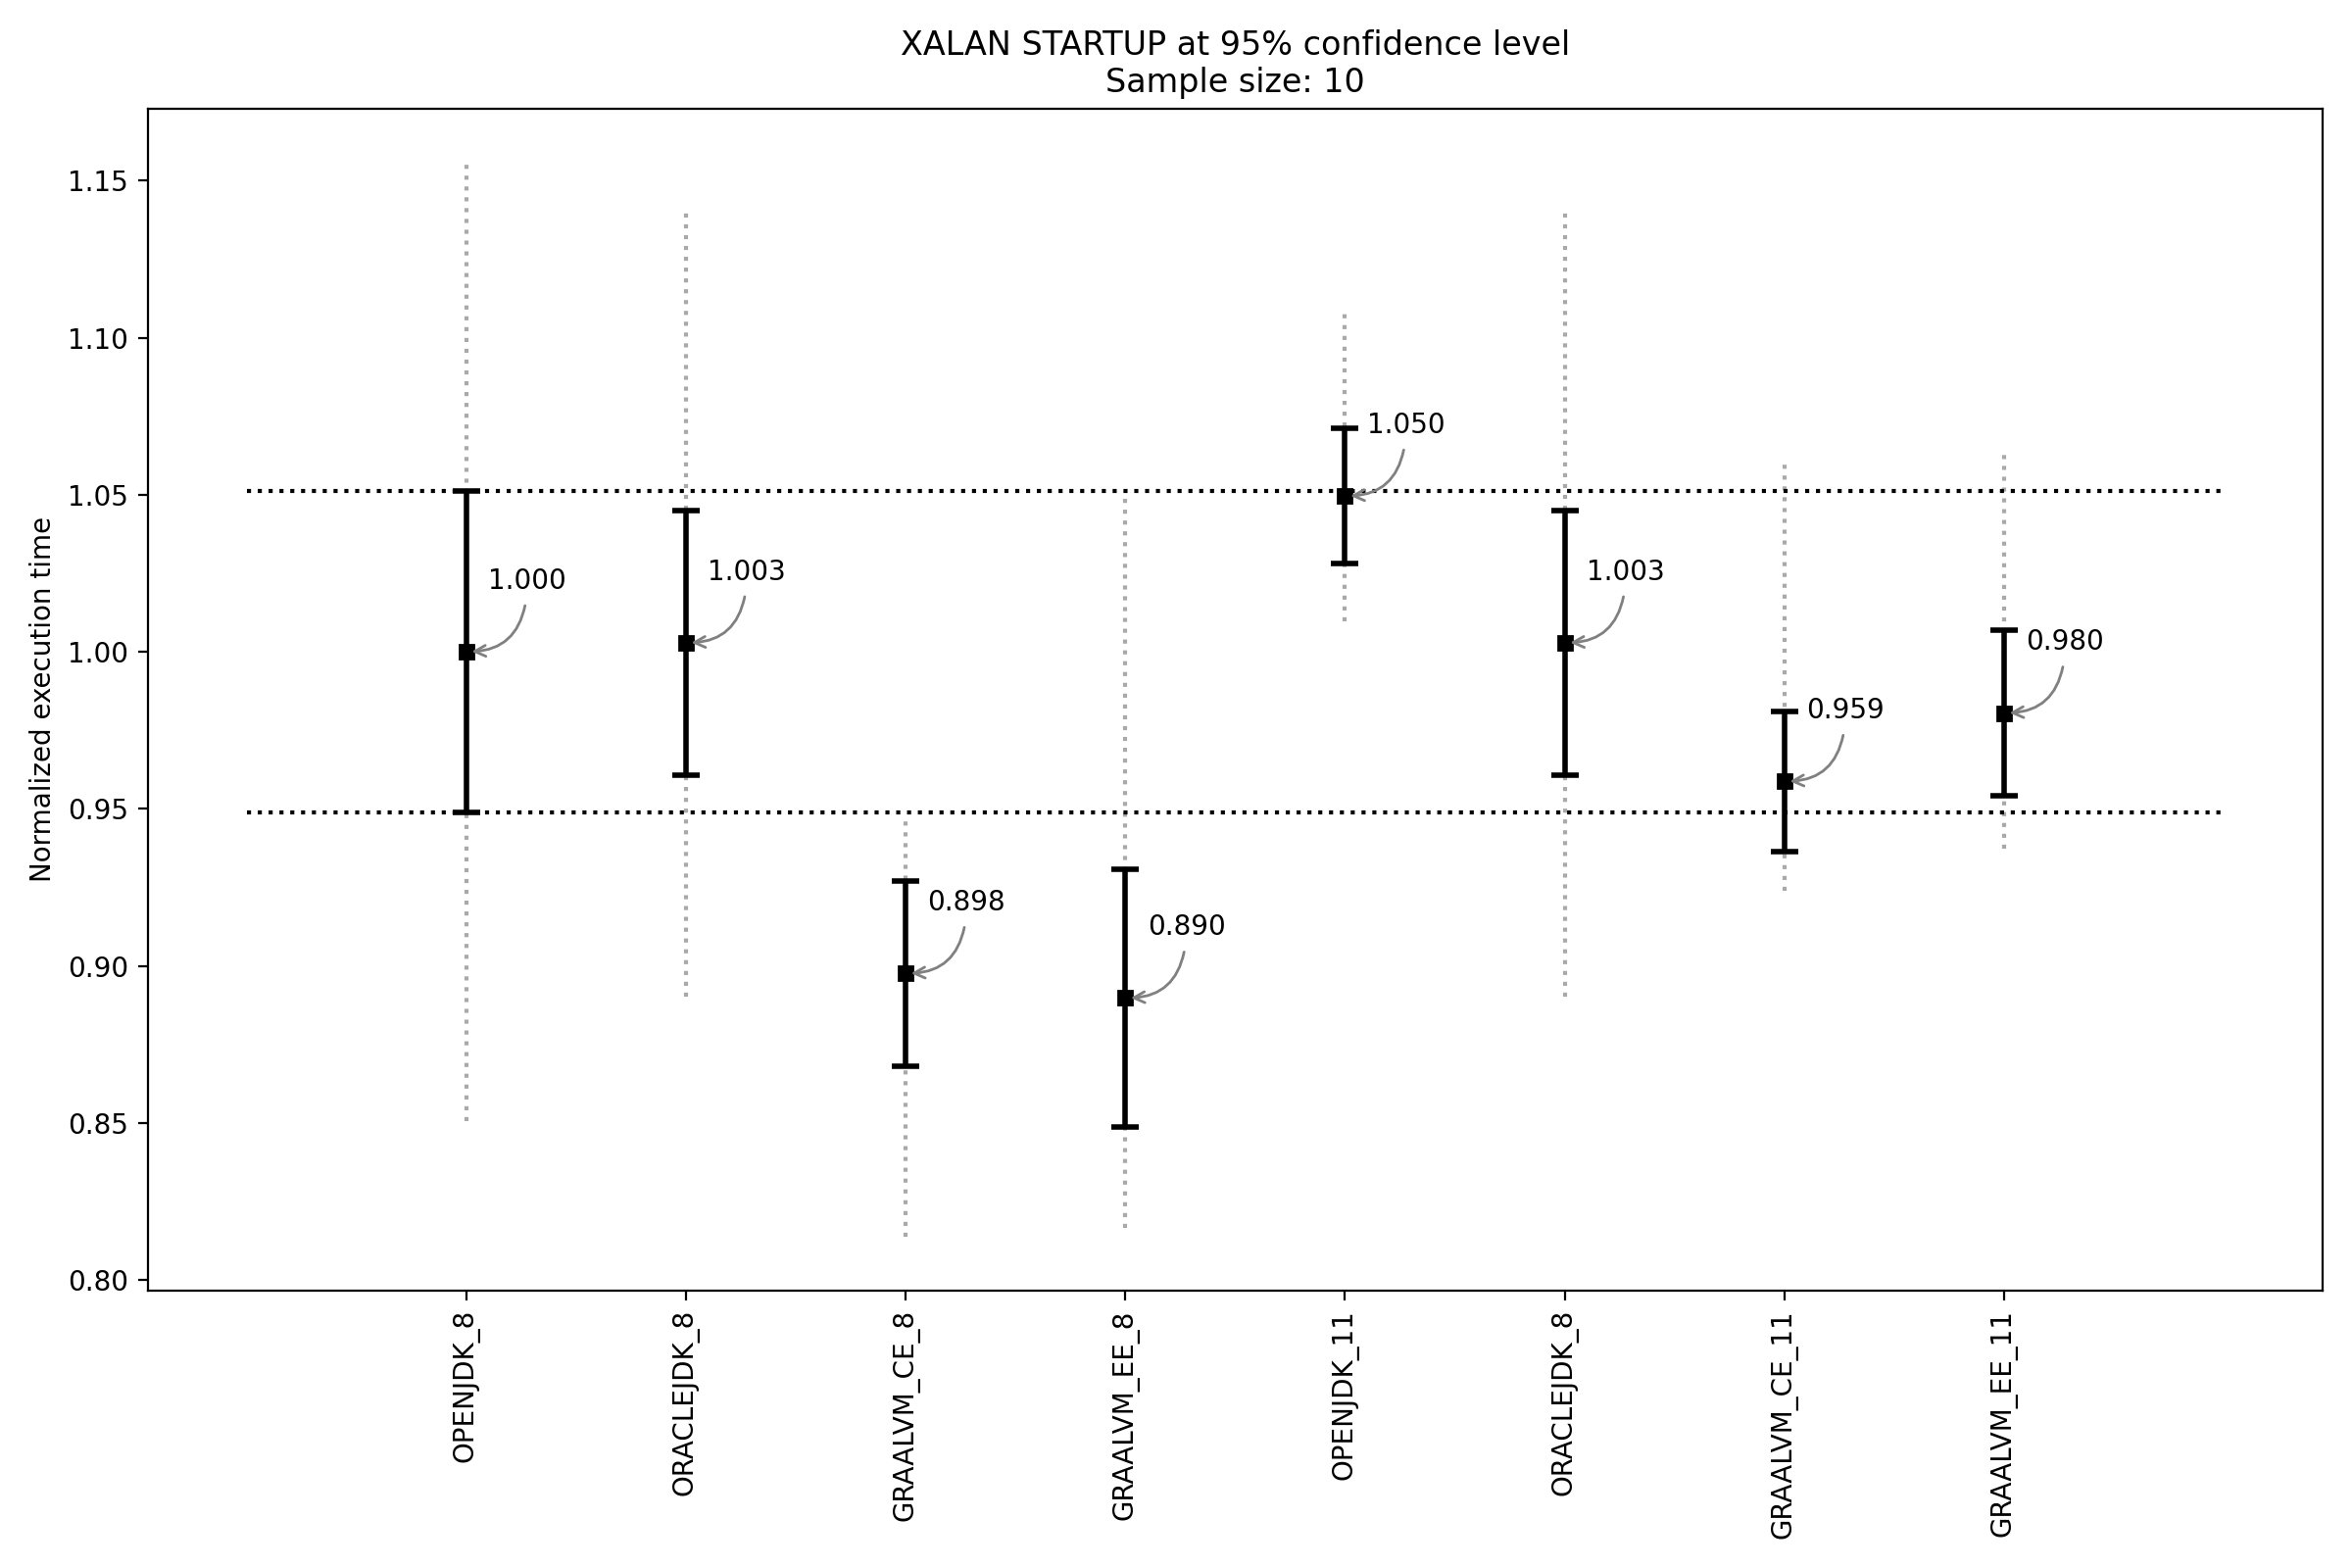 XALAN STARTUP at 95% confidence level
Sample size: 10
Normalized execution time
1.15
1.10
1.05
1.00
0.95
0.90
0.85
0.80
1.000
1.003
0.898
0.890
1.050
1.003
0.959
0.980
OPENJDK_8
ORACLEJDK_8
GRAALVM_CE_8
GRAALVM_EE_8
OPENJDK_11
ORACLEJDK_8
GRAALVM_CE_11
GRAALVM_EE_11